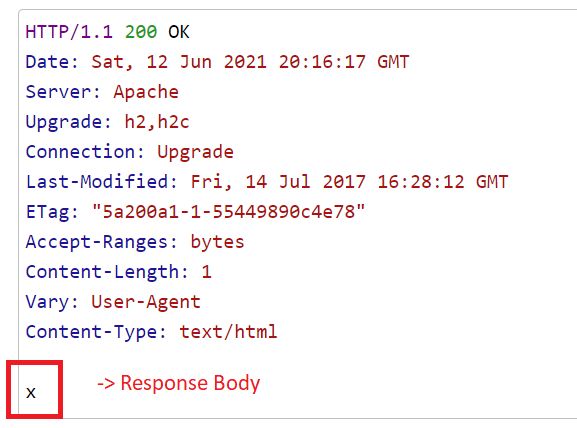 HTTP/1.1 200 OK
Date: Sat, 12 Jun 2021 20:16:17 GMT
Server: Apache
Upgrade: h2,h2c
Connection: Upgrade
Last-Modified: Fri, 14 Jul 2017 16:28:12 GMT
ETag: "5a200a1-1-55449890c4e78"
Accept-Ranges: bytes
Content-Length: 1
Vary: User-Agent
Content-Type: text/html
x -> Response Body